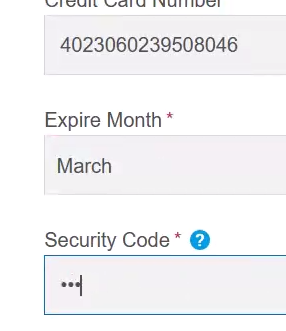 Credit Card Number
4023060239508046
Expire Month *
March
Security Code * ?
•••